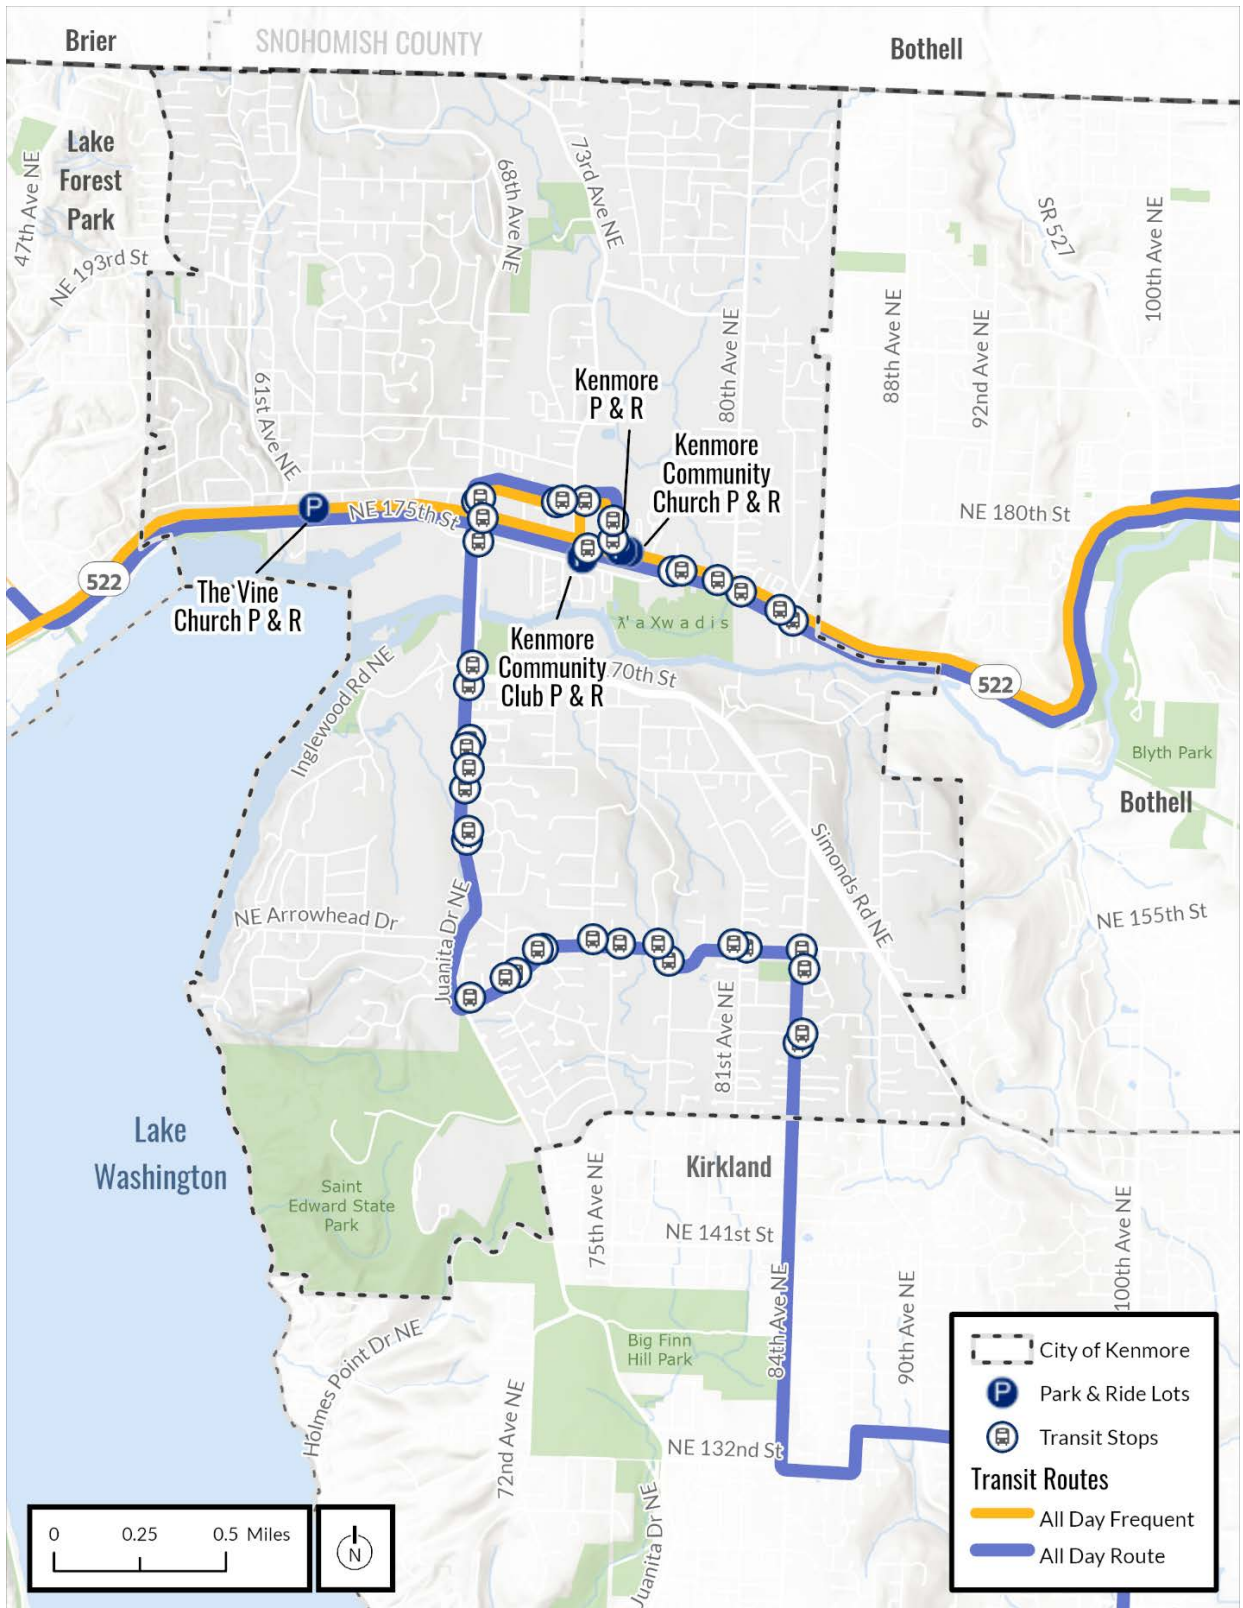 Brier
SNOHOMISH COUNTY
Bothell
Lake
Forest
Park
47th Ave NE
NE 193rd St
68th Ave NE
73rd Ave NE
SR 527
100th Ave NE
88th Ave NE
92nd Ave NE
80th Ave NE
61st Ave NE
Kenmore
P & R
Kenmore
Community
Church P & R
NE 175th St
P
NE 180th St
522
The Vine
Church P & R
ƛ' a X w a d i s
Kenmore
Community
Club P & R
70th St
522
Inglewood Rd NE
Blyth Park
Bothell
Simonds Rd NE
NE Arrowhead Dr
Juanita Dr NE
NE 155th St
81st Ave NE
Lake
Washington
Saint
Edward State
Park
Kirkland
75th Ave NE
NE 141st St
100th Ave NE
84th Ave NE
90th Ave NE
Big Finn
Hill Park
Holmes Point Dr NE
72nd Ave NE
NE 132nd St
Juanita Dr NE
City of Kenmore
P
Park & Ride Lots
Transit Stops
Transit Routes
All Day Frequent
All Day Route
0 0.25 0.5 Miles
N